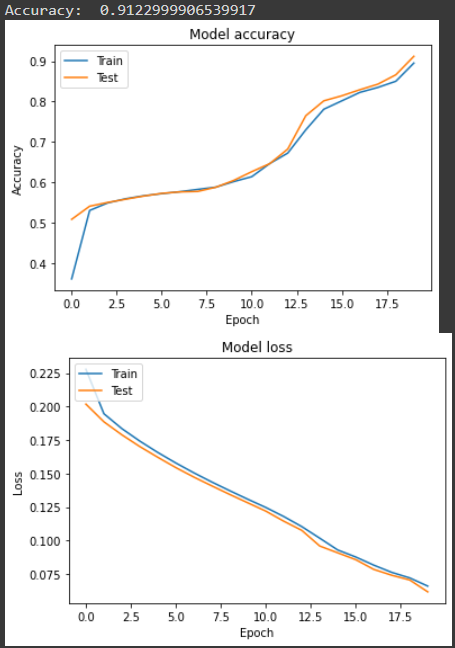 Accuracy:  0.9122999906539917
Model accuracy
Train
Test
0.9
0.8
0.7
0.6
0.5
0.4
Accuracy
0.0 2.5 5.0 7.5 10.0 12.5 15.0 17.5
Epoch
Model loss
Train
Test
0.225
0.200
0.175
0.150
0.125
0.100
0.075
Loss
0.0 2.5 5.0 7.5 10.0 12.5 15.0 17.5
Epoch